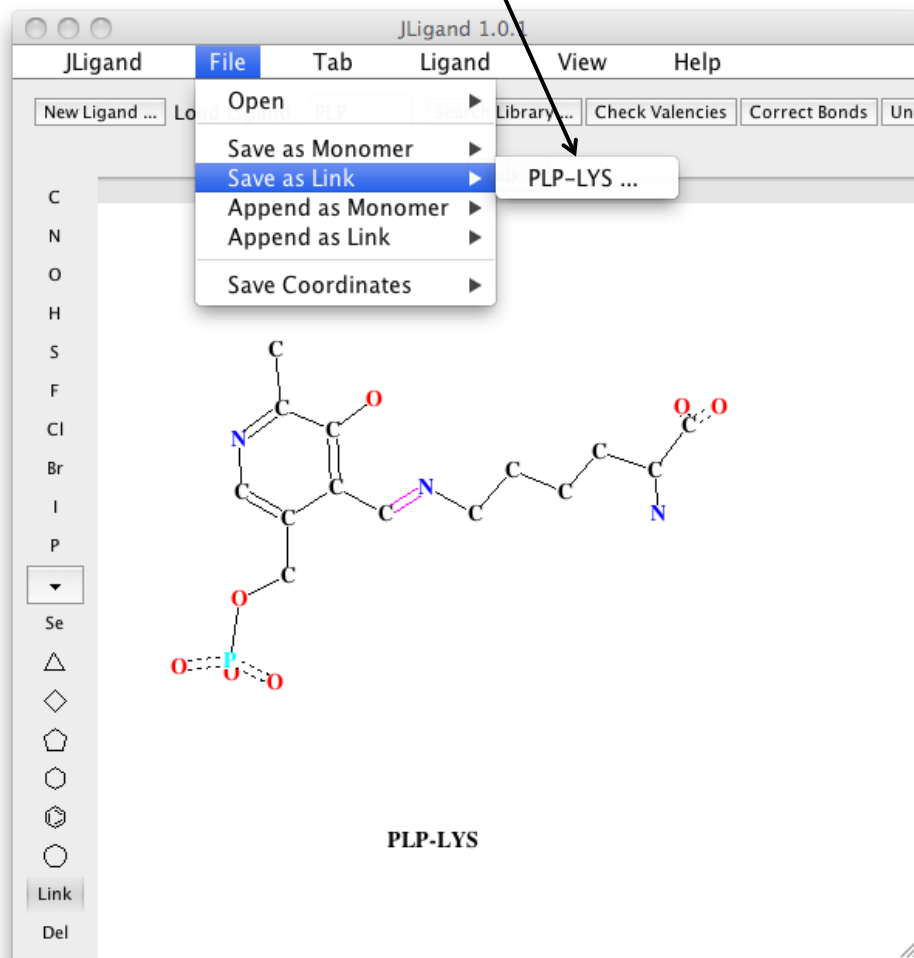 JLigand 1.0.1
JLigand File Tab Ligand View Help
New Ligand ... Library ... Check Valencies Correct Bonds Un
Open
Save as Monomer
Save as Link
PLP-LYS ...
Append as Monomer
Append as Link
Save Coordinates
C
N
O
H
S
F
Cl
Br
I
P
Se
Link
Del
C
O
C
N
C
C
C
C
C
N
C
C
C
C
C
C
O O
N
C
O
P
O
O
O
PLP-LYS